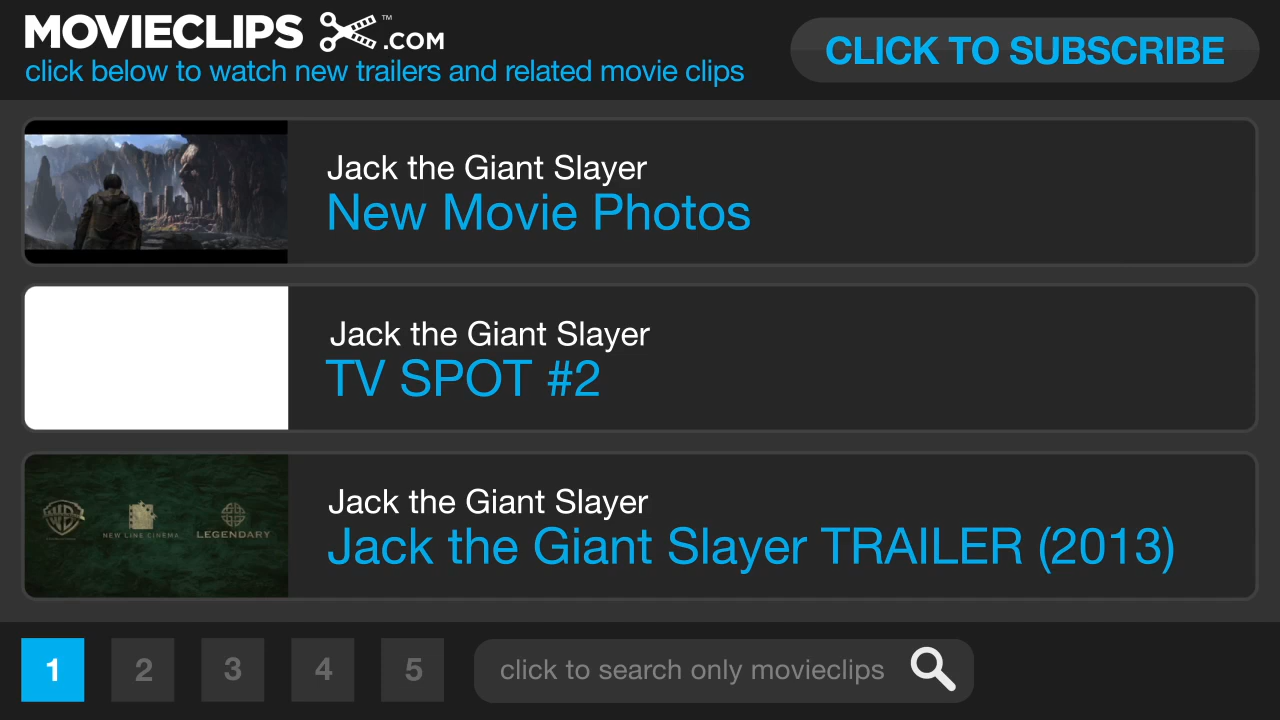 MOVIECLIPS ™ .COM
click below to watch new trailers and related movie clips
CLICK TO SUBSCRIBE
Jack the Giant Slayer
New Movie Photos
Jack the Giant Slayer
TV SPOT #2
WB NEW LINE CINEMA LEGENDARY
Jack the Giant Slayer
Jack the Giant Slayer TRAILER (2013)
1 2 3 4 5
click to search only movieclips